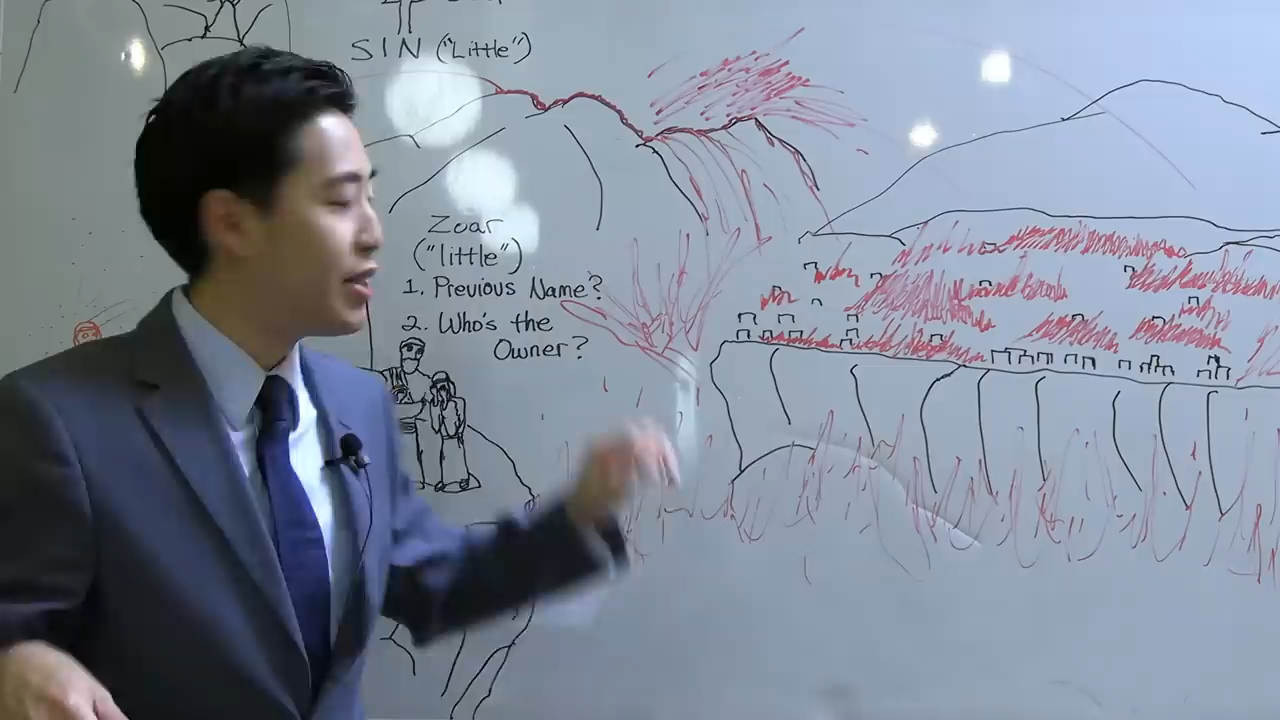 SIN ("Little")
Zoar
("little")
1. Previous Name?
2. Who's the
Owner?